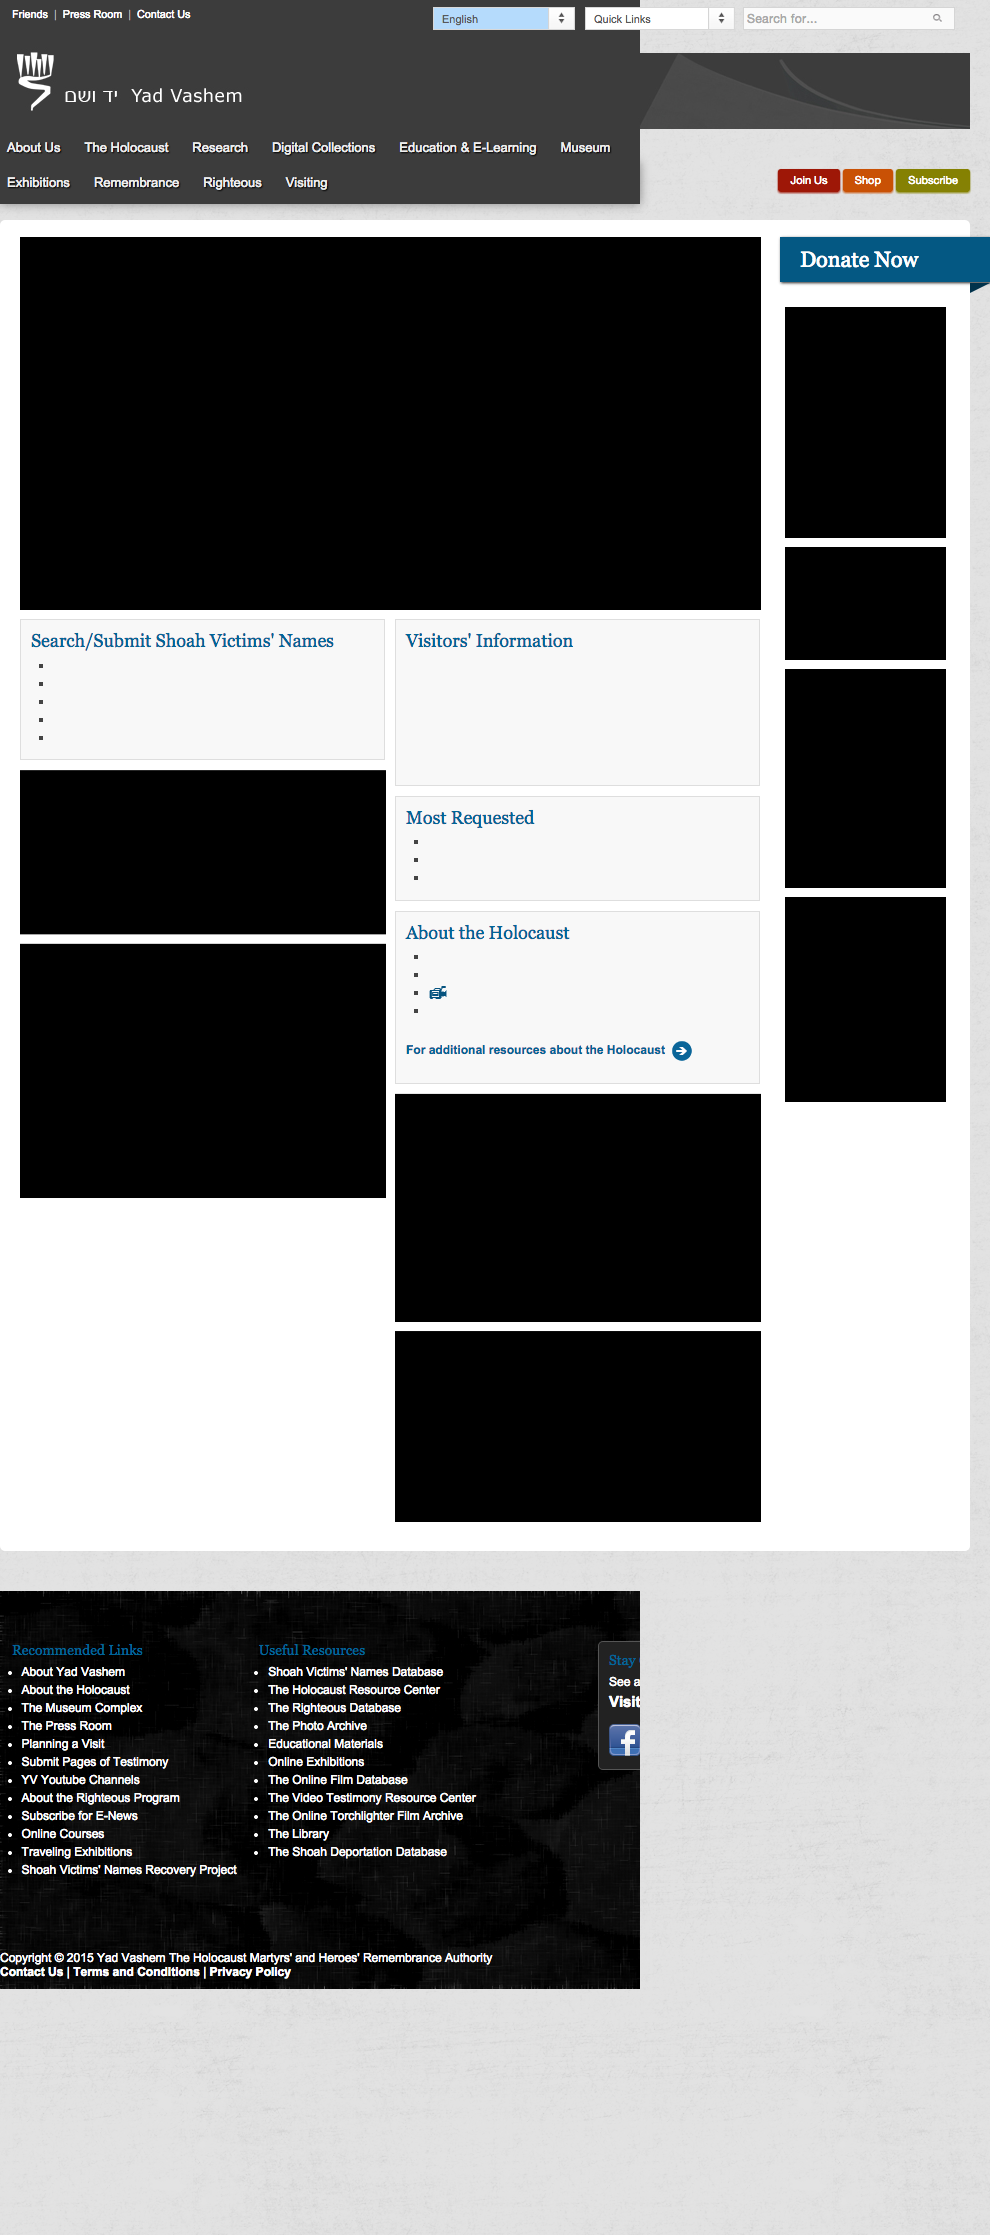 Friends | Press Room | Contact Us
English
Quick Links
Search for...
יד ושם Yad Vashem
About Us The Holocaust Research Digital Collections Education & E-Learning Museum
Exhibitions Remembrance Righteous Visiting
Join Us Shop Subscribe
Donate Now
Search/Submit Shoah Victims' Names
Visitors' Information
Most Requested
About the Holocaust
For additional resources about the Holocaust
Recommended Links
About Yad Vashem
About the Holocaust
The Museum Complex
The Press Room
Planning a Visit
Submit Pages of Testimony
YV Youtube Channels
About the Righteous Program
Subscribe for E-News
Online Courses
Traveling Exhibitions
Shoah Victims' Names Recovery Project
Useful Resources
Shoah Victims' Names Database
The Holocaust Resource Center
The Righteous Database
The Photo Archive
Educational Materials
Online Exhibitions
The Online Film Database
The Video Testimony Resource Center
The Online Torchlighter Film Archive
The Library
The Shoah Deportation Database
Stay
See a
Visit
Copyright © 2015 Yad Vashem The Holocaust Martyrs' and Heroes' Remembrance Authority
Contact Us | Terms and Conditions | Privacy Policy